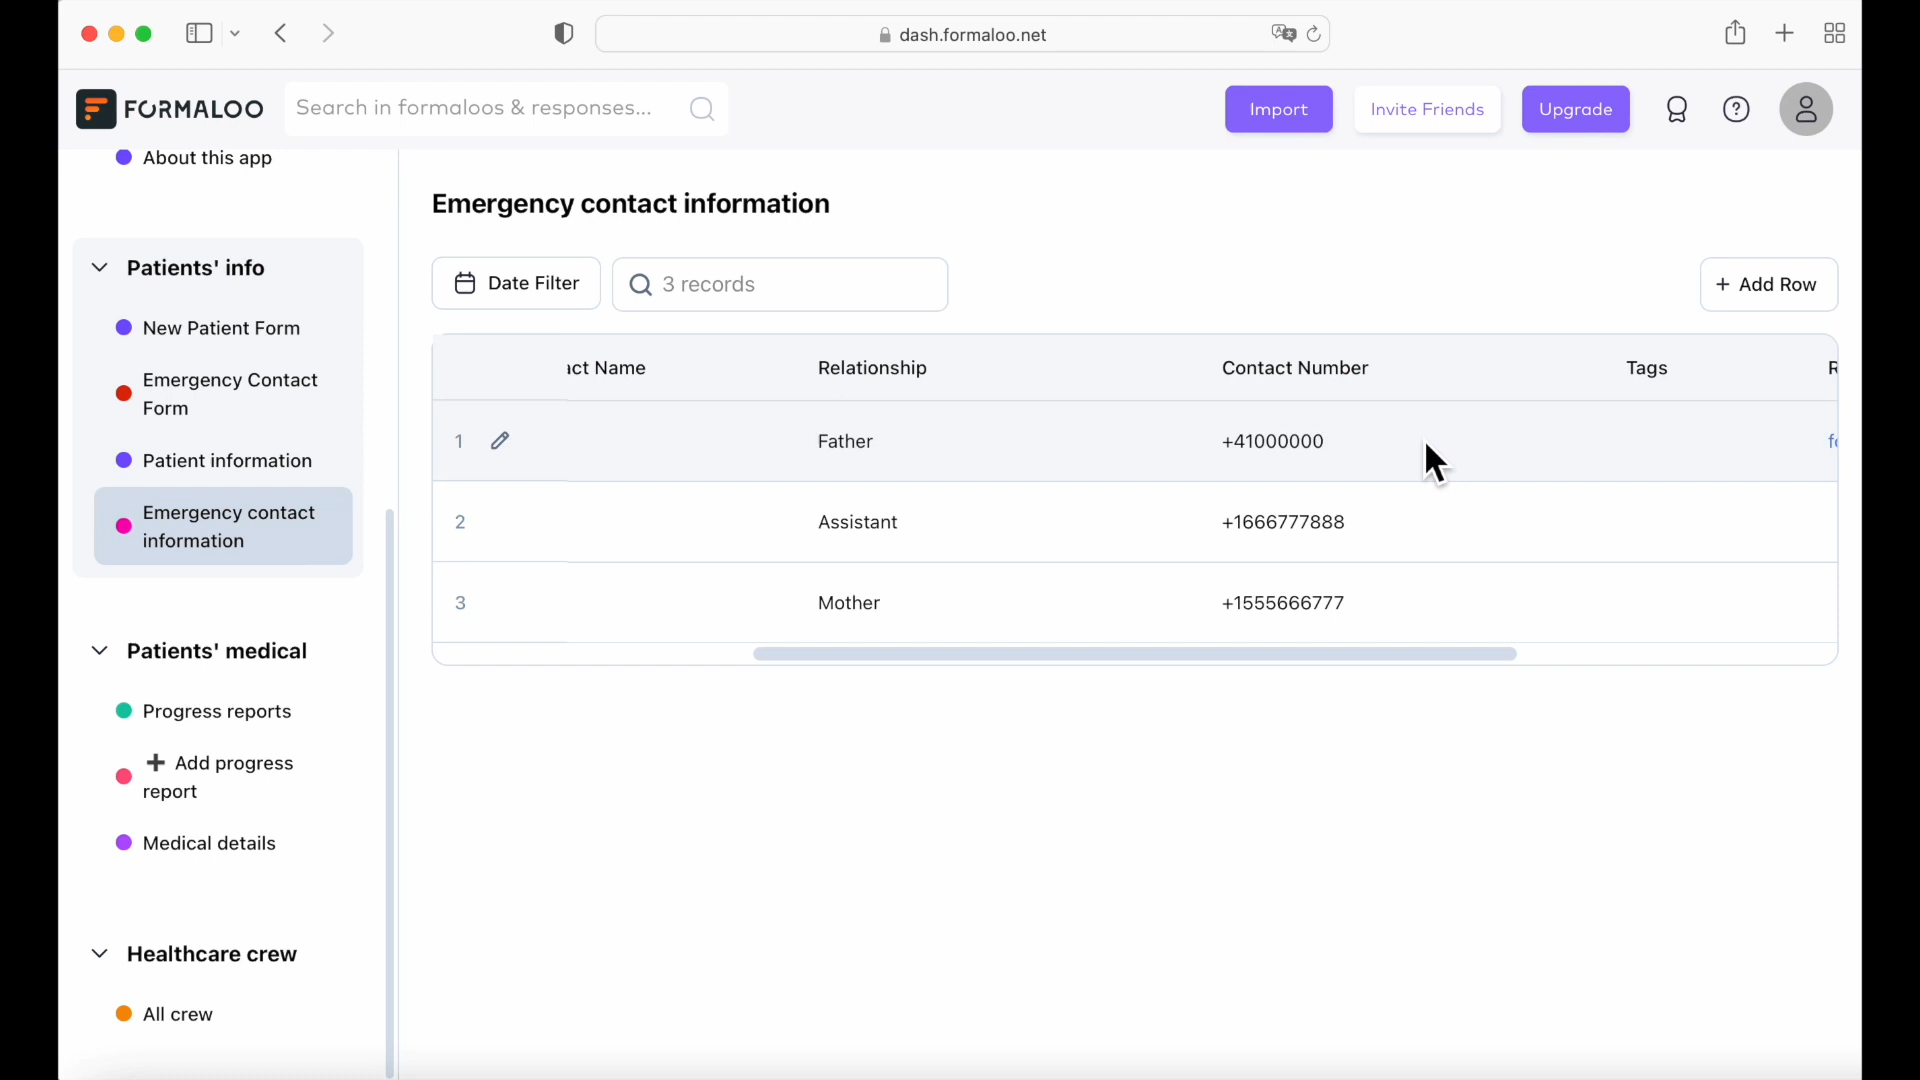 dash.formaloo.net
FORMALOO
Search in formaloos & responses...
Import
Invite Friends
Upgrade
About this app
Patients' info
New Patient Form
Emergency Contact
Form
Patient information
Emergency contact
information
Patients' medical
Progress reports
➕ Add progress
report
Medical details
Healthcare crew
All crew
Emergency contact information
Date Filter
3 records
+ Add Row
act Name Relationship Contact Number Tags R
1 Father +41000000
2 Assistant +1666777888
3 Mother +1555666777